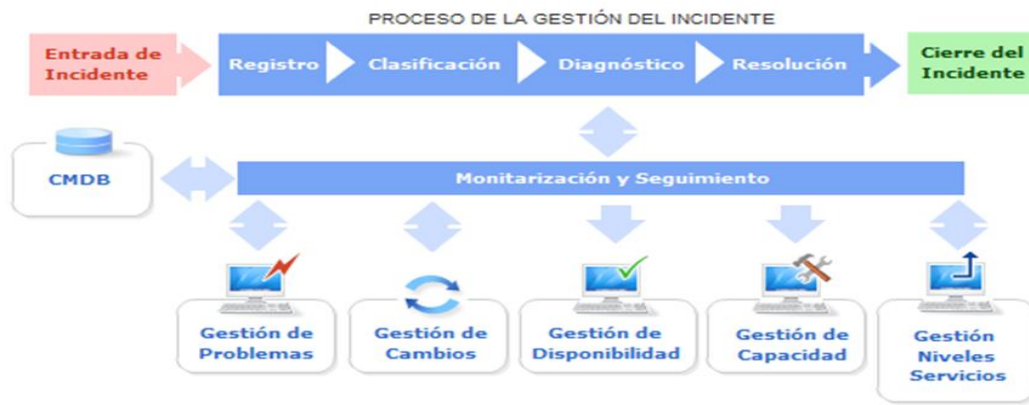 PROCESO DE LA GESTIÓN DEL INCIDENTE
Entrada de
Incidente
Registro
Clasificación
Diagnóstico
Resolución
Cierre del
Incidente
CMDB
Monitarización y Seguimiento
Gestión de
Problemas
Gestión de
Cambios
Gestión de
Disponibilidad
Gestión de
Capacidad
Gestión
Niveles
Servicios